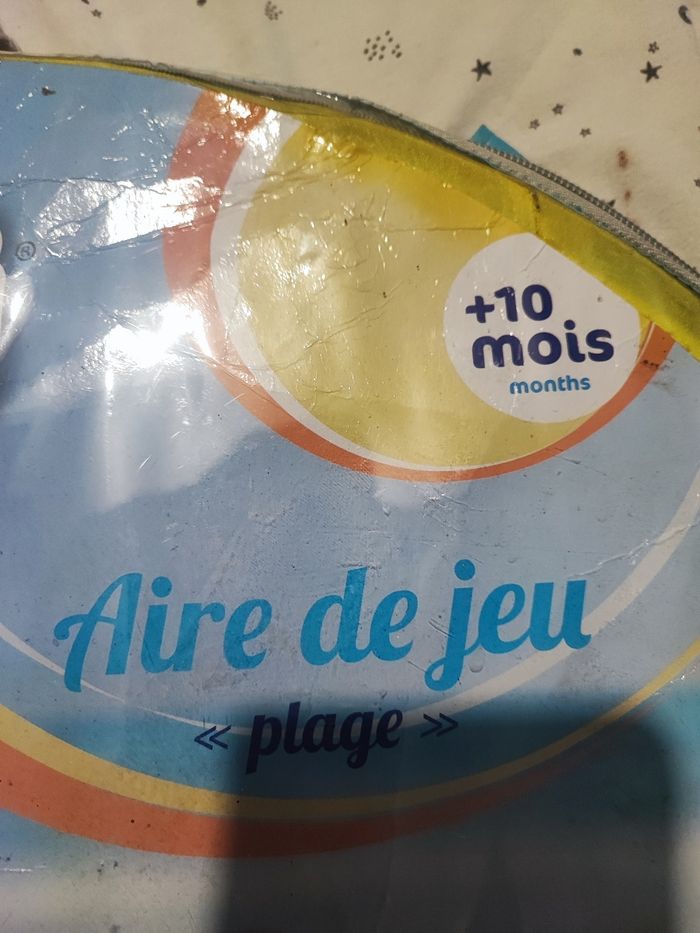 ®
+10
mois
months
Aire de jeu
« plage »